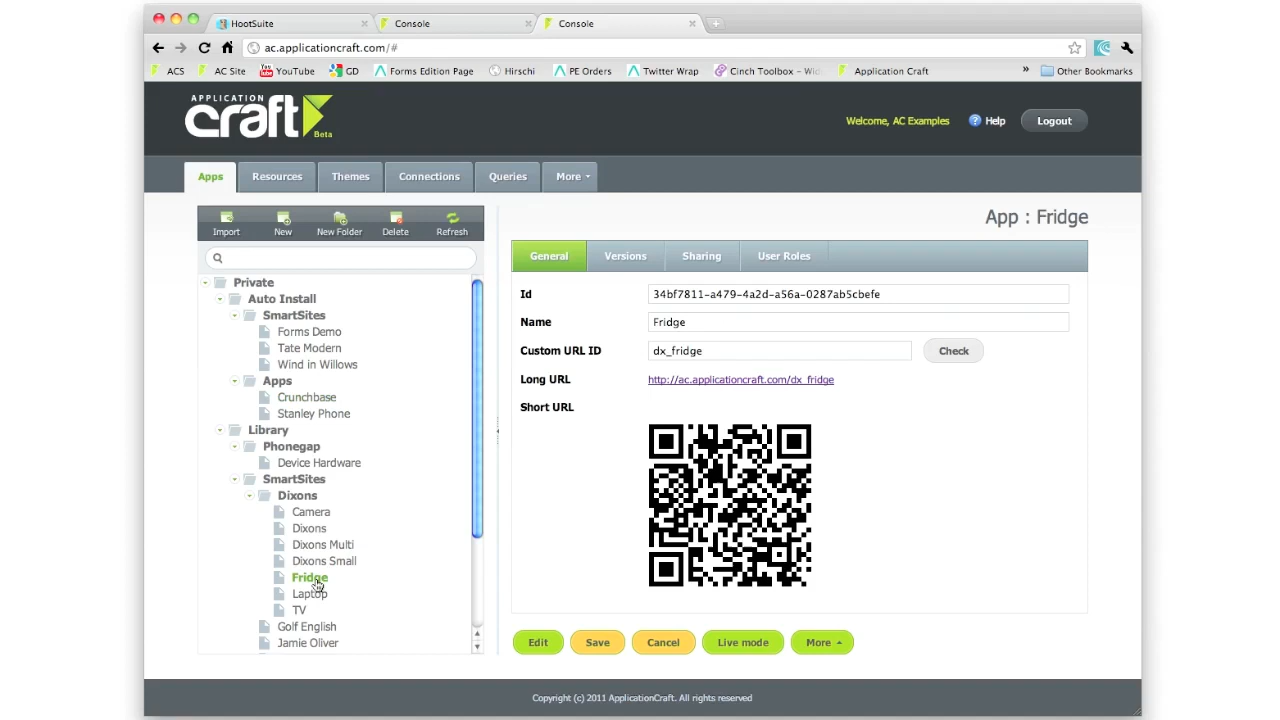 HootSuite
Console
Console
ac.applicationcraft.com/#
ACS
AC Site
YouTube
GD
Forms Edition Page
Hirschi
PE Orders
Twitter Wrap
Cinch Toolbox – Wid
Application Craft
»
Other Bookmarks
APPLICATION
craft
Beta
Welcome, AC Examples
Help
Logout
Apps
Resources
Themes
Connections
Queries
More
Import
New
New Folder
Delete
Refresh
App : Fridge
General
Versions
Sharing
User Roles
Private
Auto Install
SmartSites
Forms Demo
Tate Modern
Wind in Willows
Apps
Crunchbase
Stanley Phone
Library
Phonegap
Device Hardware
SmartSites
Dixons
Camera
Dixons
Dixons Multi
Dixons Small
Fridge
Laptop
TV
Golf English
Jamie Oliver
Id
34bf7811-a479-4a2d-a56a-0287ab5cbefe
Name
Fridge
Custom URL ID
dx_fridge
Check
Long URL
http://ac.applicationcraft.com/dx_fridge
Short URL
Edit
Save
Cancel
Live mode
More
Copyright (c) 2011 ApplicationCraft. All rights reserved